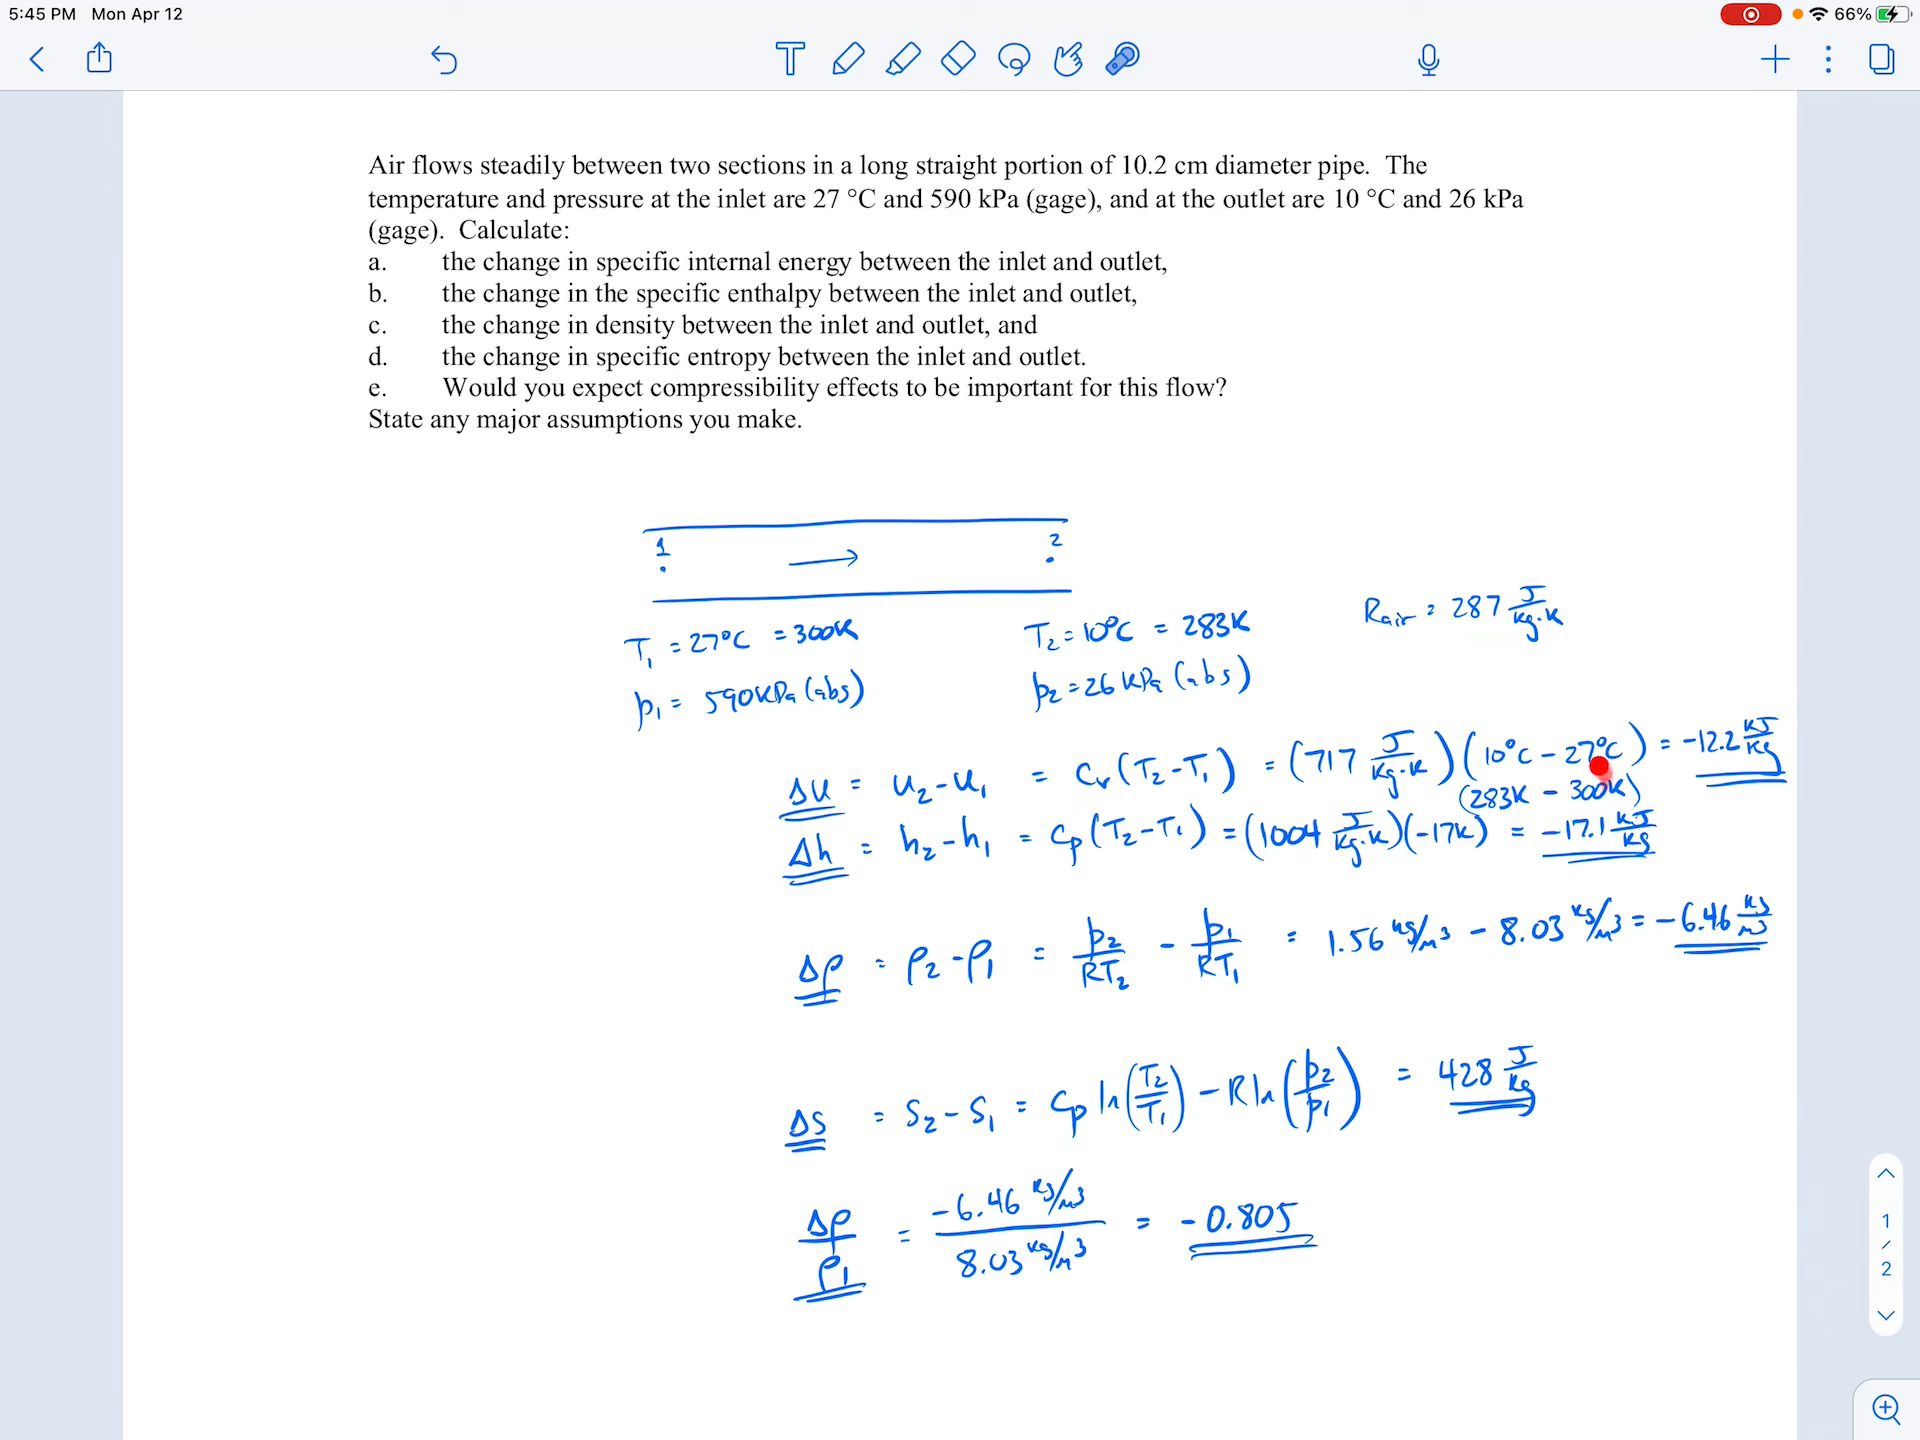 5:45 PM Mon Apr 12
66%
Air flows steadily between two sections in a long straight portion of 10.2 cm diameter pipe. The
temperature and pressure at the inlet are 27 °C and 590 kPa (gage), and at the outlet are 10 °C and 26 kPa
(gage). Calculate:
a. the change in specific internal energy between the inlet and outlet,
b. the change in the specific enthalpy between the inlet and outlet,
c. the change in density between the inlet and outlet, and
d. the change in specific entropy between the inlet and outlet.
e. Would you expect compressibility effects to be important for this flow?
State any major assumptions you make.
1 → 2
T₁ = 27°C = 300K
p₁ = 590 kPa (abs)
T₂ = 10°C = 283K
p₂ = 26 kPa (abs)
R_air = 287 J/kg·K
Δu = u₂ - u₁ = c_v (T₂ - T₁) = (717 J/kg·K) (10°C - 27°C) = -12.2 kJ/kg
(283K - 300K)
Δh = h₂ - h₁ = c_p (T₂ - T₁) = (1004 J/kg·K)(-17K) = -17.1 kJ/kg
Δρ = ρ₂ - ρ₁ = p₂/RT₂ - p₁/RT₁ = 1.56 kg/m³ - 8.03 kg/m³ = -6.46 kg/m³
Δs = s₂ - s₁ = c_p ln(T₂/T₁) - R ln(p₂/p₁) = 428 J/kg
Δρ/ρ₁ = -6.46 kg/m³ / 8.03 kg/m³ = -0.805
1
/
2